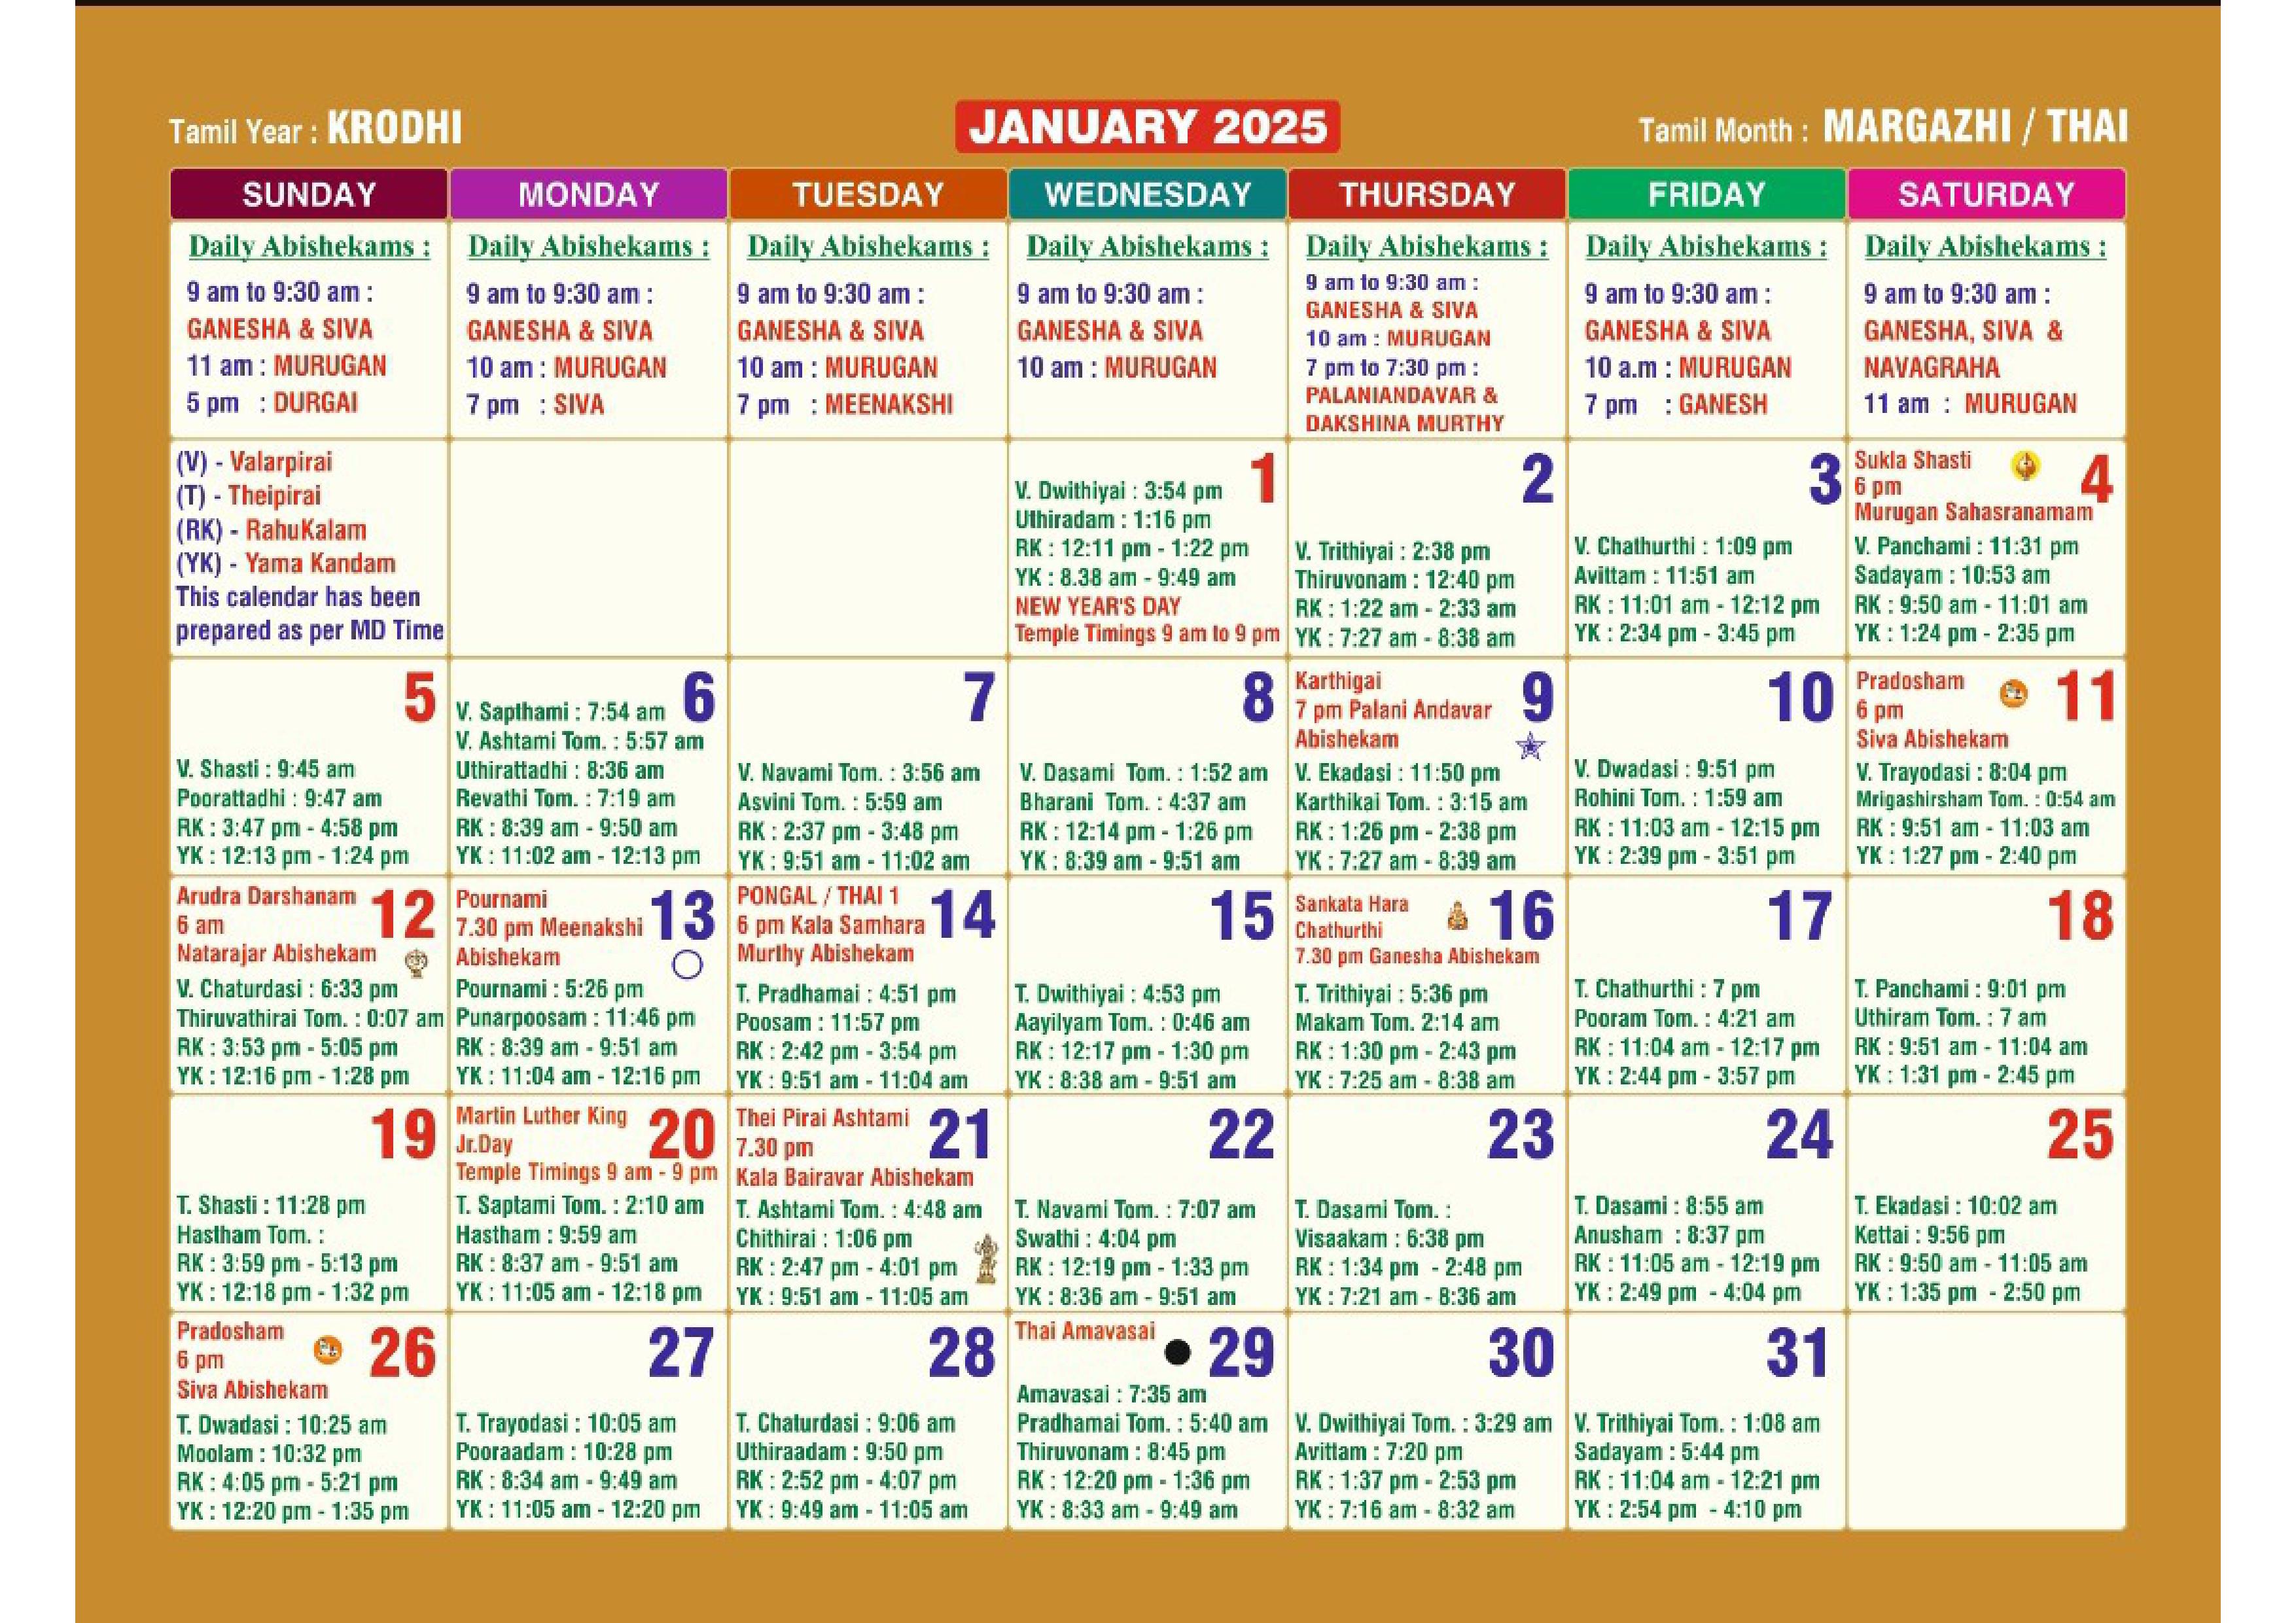 Tamil Year : KRODHI
JANUARY 2025
Tamil Month : MARGAZHI / THAI
SUNDAY
MONDAY
TUESDAY
WEDNESDAY
THURSDAY
FRIDAY
SATURDAY
Daily Abishekams :
9 am to 9:30 am :
GANESHA & SIVA
11 am : MURUGAN
5 pm : DURGAI
Daily Abishekams :
9 am to 9:30 am :
GANESHA & SIVA
10 am : MURUGAN
7 pm : SIVA
Daily Abishekams :
9 am to 9:30 am :
GANESHA & SIVA
10 am : MURUGAN
7 pm : MEENAKSHI
Daily Abishekams :
9 am to 9:30 am :
GANESHA & SIVA
10 am : MURUGAN
Daily Abishekams :
9 am to 9:30 am :
GANESHA & SIVA
10 am : MURUGAN
7 pm to 7:30 pm :
PALANIANDAVAR &
DAKSHINA MURTHY
Daily Abishekams :
9 am to 9:30 am :
GANESHA & SIVA
10 a.m : MURUGAN
7 pm : GANESH
Daily Abishekams :
9 am to 9:30 am :
GANESHA, SIVA &
NAVAGRAHA
11 am : MURUGAN
(V) - Valarpirai
(T) - Theipirai
(RK) - RahuKalam
(YK) - Yama Kandam
This calendar has been
prepared as per MD Time
1
V. Dwithiyai : 3:54 pm
Uthiradam : 1:16 pm
RK : 12:11 pm - 1:22 pm
YK : 8.38 am - 9:49 am
NEW YEAR'S DAY
Temple Timings 9 am to 9 pm
2
V. Trithiyai : 2:38 pm
Thiruvonam : 12:40 pm
RK : 1:22 am - 2:33 am
YK : 7:27 am - 8:38 am
3
V. Chathurthi : 1:09 pm
Avittam : 11:51 am
RK : 11:01 am - 12:12 pm
YK : 2:34 pm - 3:45 pm
Sukla Shasti
4
6 pm
Murugan Sahasranamam
V. Panchami : 11:31 pm
Sadayam : 10:53 am
RK : 9:50 am - 11:01 am
YK : 1:24 pm - 2:35 pm
5
V. Shasti : 9:45 am
Poorattadhi : 9:47 am
RK : 3:47 pm - 4:58 pm
YK : 12:13 pm - 1:24 pm
6
V. Sapthami : 7:54 am
V. Ashtami Tom. : 5:57 am
Uthirattadhi : 8:36 am
Revathi Tom. : 7:19 am
RK : 8:39 am - 9:50 am
YK : 11:02 am - 12:13 pm
7
V. Navami Tom. : 3:56 am
Asvini Tom. : 5:59 am
RK : 2:37 pm - 3:48 pm
YK : 9:51 am - 11:02 am
8
V. Dasami Tom. : 1:52 am
Bharani Tom. : 4:37 am
RK : 12:14 pm - 1:26 pm
YK : 8:39 am - 9:51 am
Karthigai
9
7 pm Palani Andavar
Abishekam
V. Ekadasi : 11:50 pm
Karthikai Tom. : 3:15 am
RK : 1:26 pm - 2:38 pm
YK : 7:27 am - 8:39 am
10
V. Dwadasi : 9:51 pm
Rohini Tom. : 1:59 am
RK : 11:03 am - 12:15 pm
YK : 2:39 pm - 3:51 pm
Pradosham
11
6 pm
Siva Abishekam
V. Trayodasi : 8:04 pm
Mrigashirsham Tom. : 0:54 am
RK : 9:51 am - 11:03 am
YK : 1:27 pm - 2:40 pm
Arudra Darshanam
12
6 am
Natarajar Abishekam
V. Chaturdasi : 6:33 pm
Thiruvathirai Tom. : 0:07 am
RK : 3:53 pm - 5:05 pm
YK : 12:16 pm - 1:28 pm
Pournami
13
7.30 pm Meenakshi
Abishekam
Pournami : 5:26 pm
Punarpoosam : 11:46 pm
RK : 8:39 am - 9:51 am
YK : 11:04 am - 12:16 pm
PONGAL / THAI 1
14
6 pm Kala Samhara
Murthy Abishekam
T. Pradhamai : 4:51 pm
Poosam : 11:57 pm
RK : 2:42 pm - 3:54 pm
YK : 9:51 am - 11:04 am
15
T. Dwithiyai : 4:53 pm
Aayilyam Tom. : 0:46 am
RK : 12:17 pm - 1:30 pm
YK : 8:38 am - 9:51 am
Sankata Hara
16
Chathurthi
7.30 pm Ganesha Abishekam
T. Trithiyai : 5:36 pm
Makam Tom. 2:14 am
RK : 1:30 pm - 2:43 pm
YK : 7:25 am - 8:38 am
17
T. Chathurthi : 7 pm
Pooram Tom. : 4:21 am
RK : 11:04 am - 12:17 pm
YK : 2:44 pm - 3:57 pm
18
T. Panchami : 9:01 pm
Uthiram Tom. : 7 am
RK : 9:51 am - 11:04 am
YK : 1:31 pm - 2:45 pm
19
T. Shasti : 11:28 pm
Hastham Tom. :
RK : 3:59 pm - 5:13 pm
YK : 12:18 pm - 1:32 pm
Martin Luther King
20
Jr.Day
Temple Timings 9 am - 9 pm
T. Saptami Tom. : 2:10 am
Hastham : 9:59 am
RK : 8:37 am - 9:51 am
YK : 11:05 am - 12:18 pm
Thei Pirai Ashtami
21
7.30 pm
Kala Bairavar Abishekam
T. Ashtami Tom. : 4:48 am
Chithirai : 1:06 pm
RK : 2:47 pm - 4:01 pm
YK : 9:51 am - 11:05 am
22
T. Navami Tom. : 7:07 am
Swathi : 4:04 pm
RK : 12:19 pm - 1:33 pm
YK : 8:36 am - 9:51 am
23
T. Dasami Tom. :
Visaakam : 6:38 pm
RK : 1:34 pm - 2:48 pm
YK : 7:21 am - 8:36 am
24
T. Dasami : 8:55 am
Anusham : 8:37 pm
RK : 11:05 am - 12:19 pm
YK : 2:49 pm - 4:04 pm
25
T. Ekadasi : 10:02 am
Kettai : 9:56 pm
RK : 9:50 am - 11:05 am
YK : 1:35 pm - 2:50 pm
Pradosham
26
6 pm
Siva Abishekam
T. Dwadasi : 10:25 am
Moolam : 10:32 pm
RK : 4:05 pm - 5:21 pm
YK : 12:20 pm - 1:35 pm
27
T. Trayodasi : 10:05 am
Pooraadam : 10:28 pm
RK : 8:34 am - 9:49 am
YK : 11:05 am - 12:20 pm
28
T. Chaturdasi : 9:06 am
Uthiraadam : 9:50 pm
RK : 2:52 pm - 4:07 pm
YK : 9:49 am - 11:05 am
Thai Amavasai
29
Amavasai : 7:35 am
Pradhamai Tom. : 5:40 am
Thiruvonam : 8:45 pm
RK : 12:20 pm - 1:36 pm
YK : 8:33 am - 9:49 am
30
V. Dwithiyai Tom. : 3:29 am
Avittam : 7:20 pm
RK : 1:37 pm - 2:53 pm
YK : 7:16 am - 8:32 am
31
V. Trithiyai Tom. : 1:08 am
Sadayam : 5:44 pm
RK : 11:04 am - 12:21 pm
YK : 2:54 pm - 4:10 pm